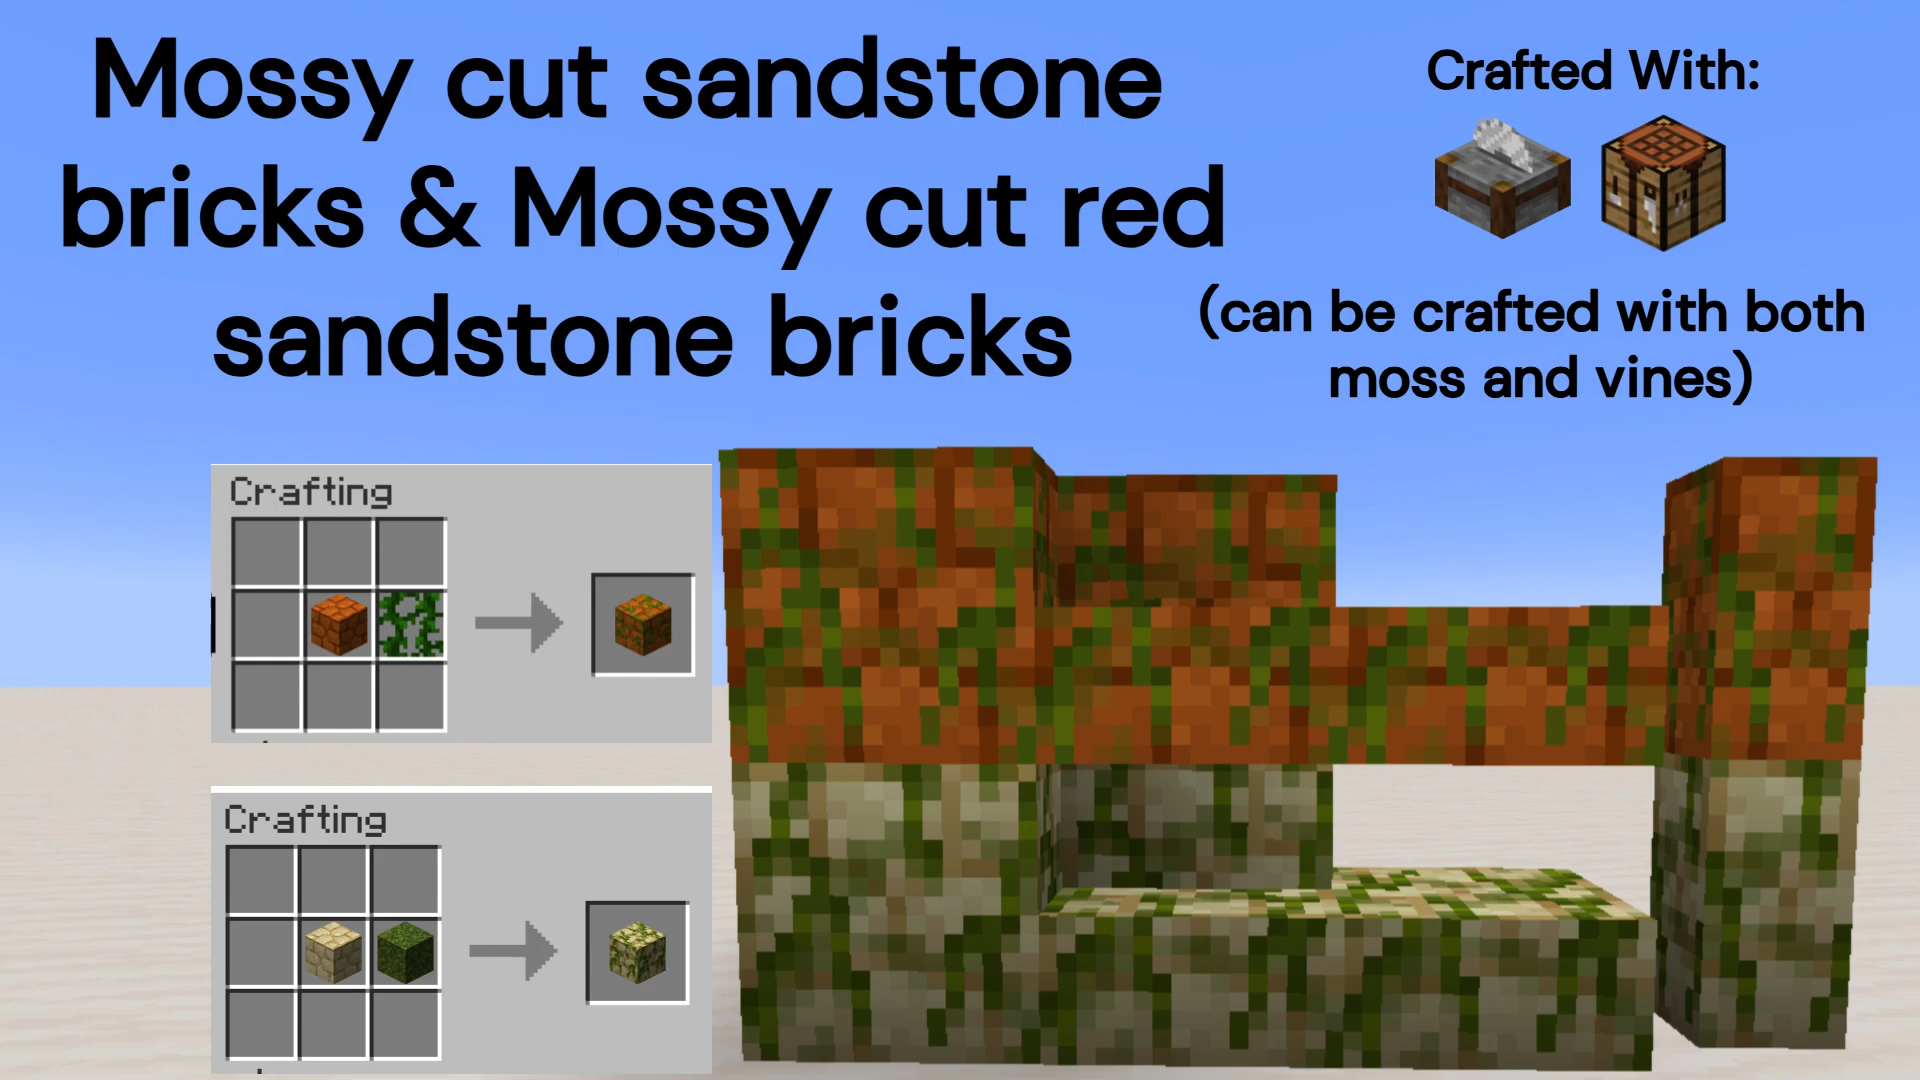 Mossy cut sandstone
bricks & Mossy cut red
sandstone bricks
Crafted With:
(can be crafted with both
moss and vines)
Crafting
Crafting